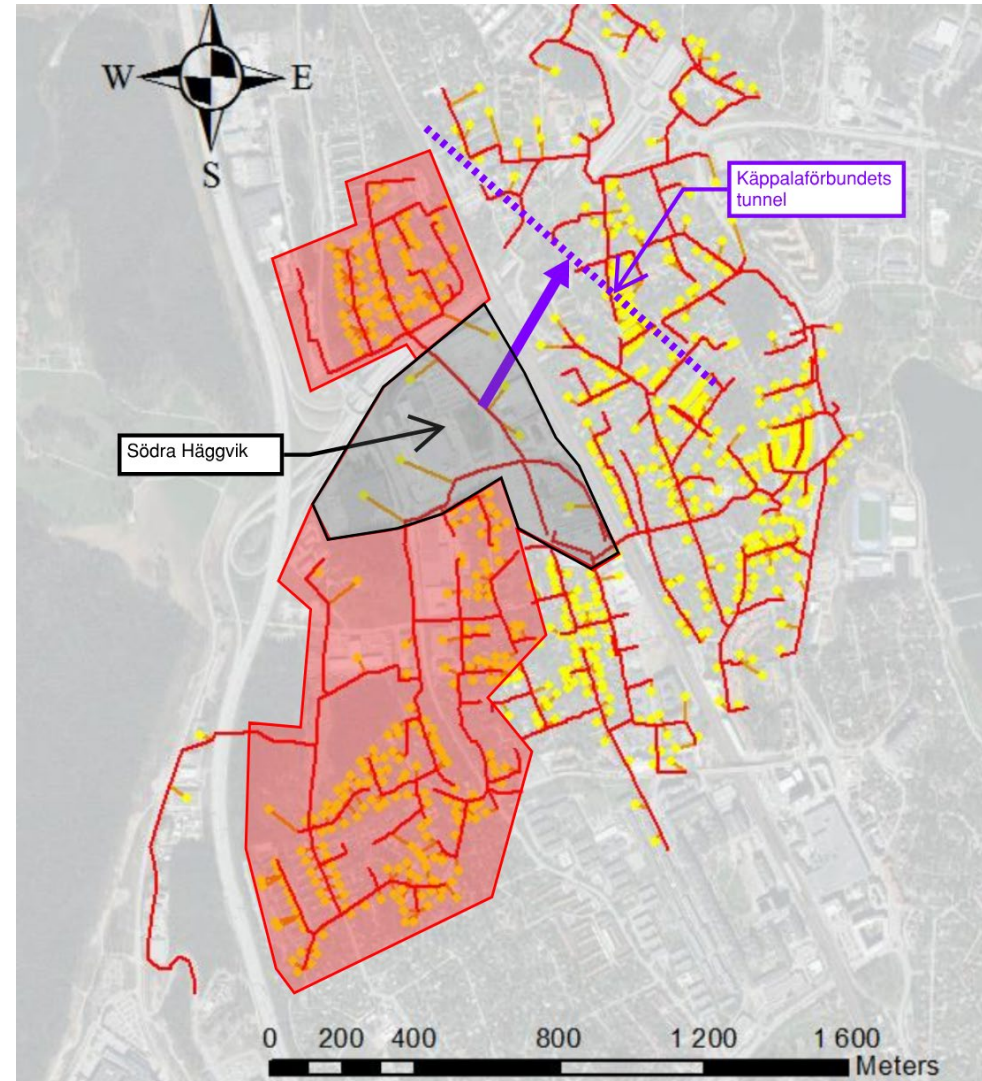 W
E
S
Käppalaförbundets
tunnel
Södra Häggvik
0 200 400 800 1 200 1 600
Meters